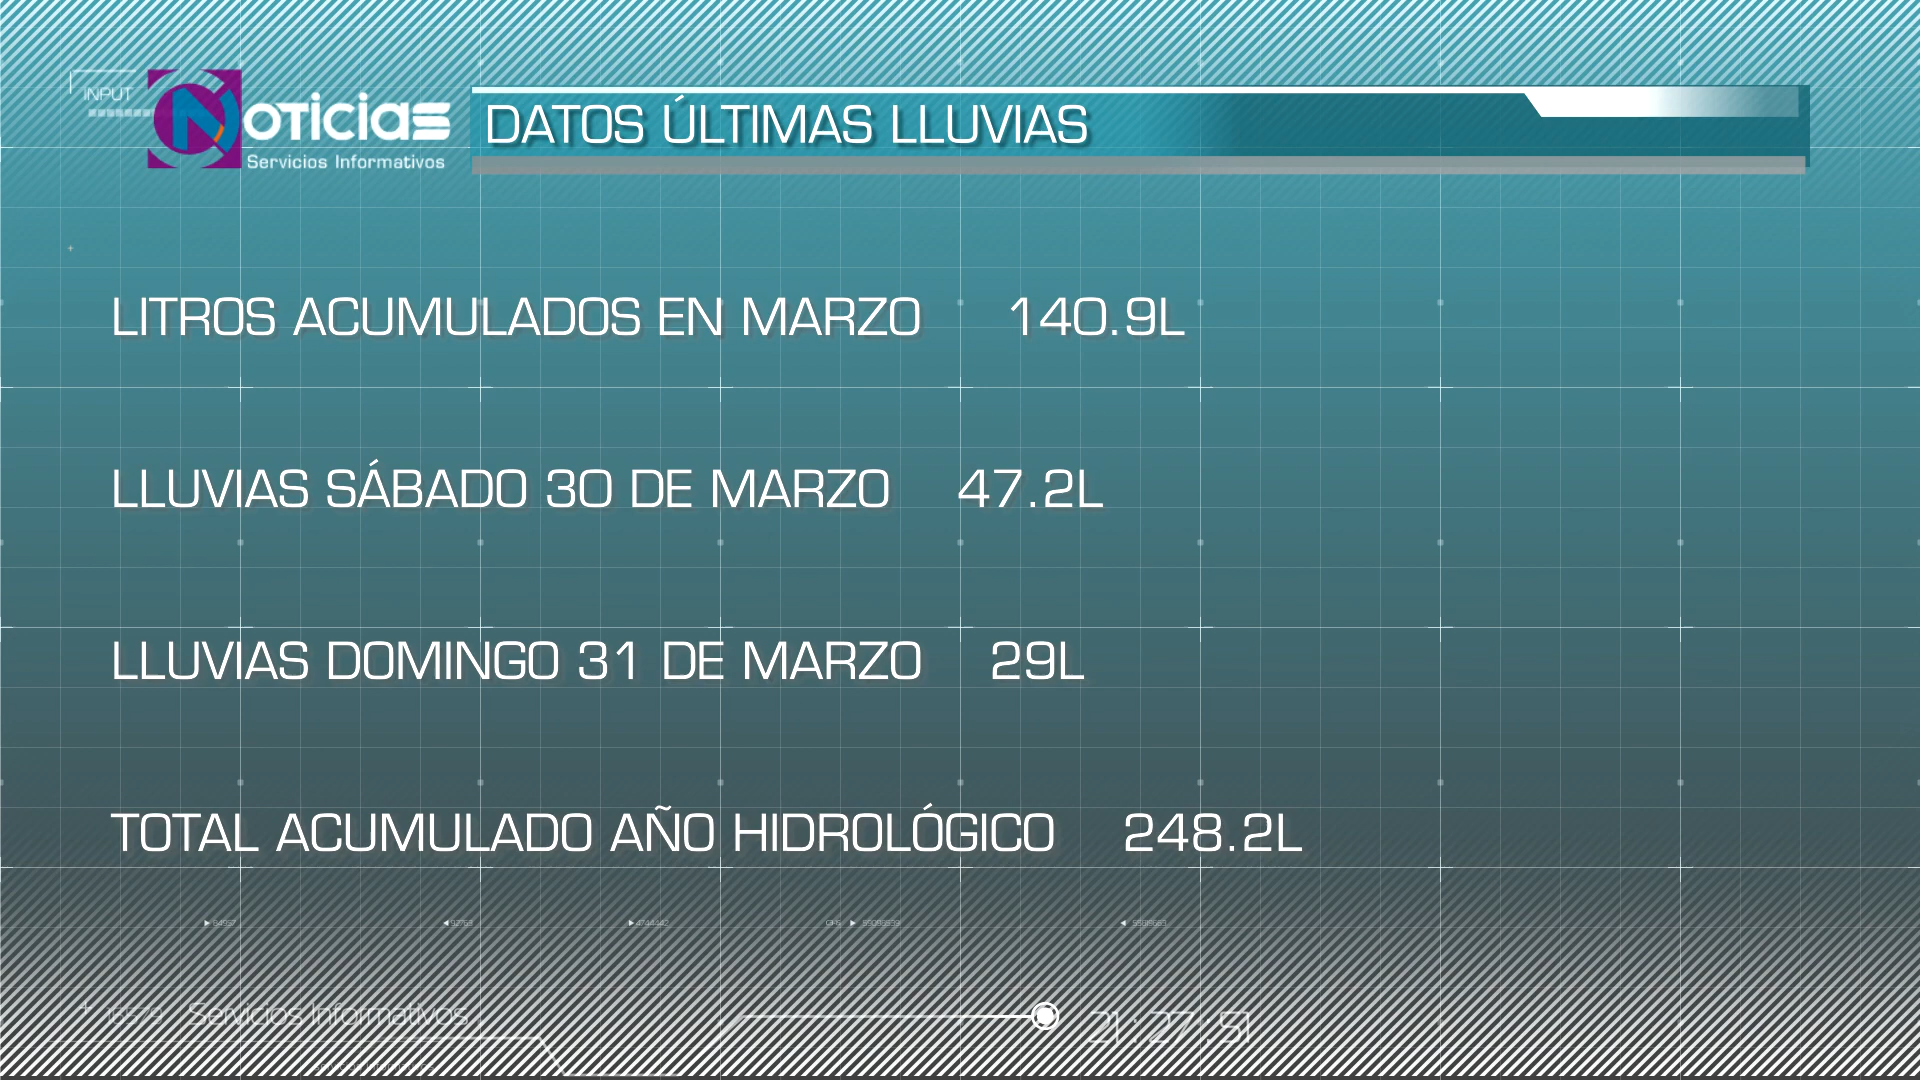 INPUT
Noticias
Servicios Informativos
DATOS ÚLTIMAS LLUVIAS
LITROS ACUMULADOS EN MARZO 140.9L
LLUVIAS SÁBADO 30 DE MARZO 47.2L
LLUVIAS DOMINGO 31 DE MARZO 29L
TOTAL ACUMULADO AÑO HIDROLÓGICO 248.2L
Servicios Informativos
21:27:51